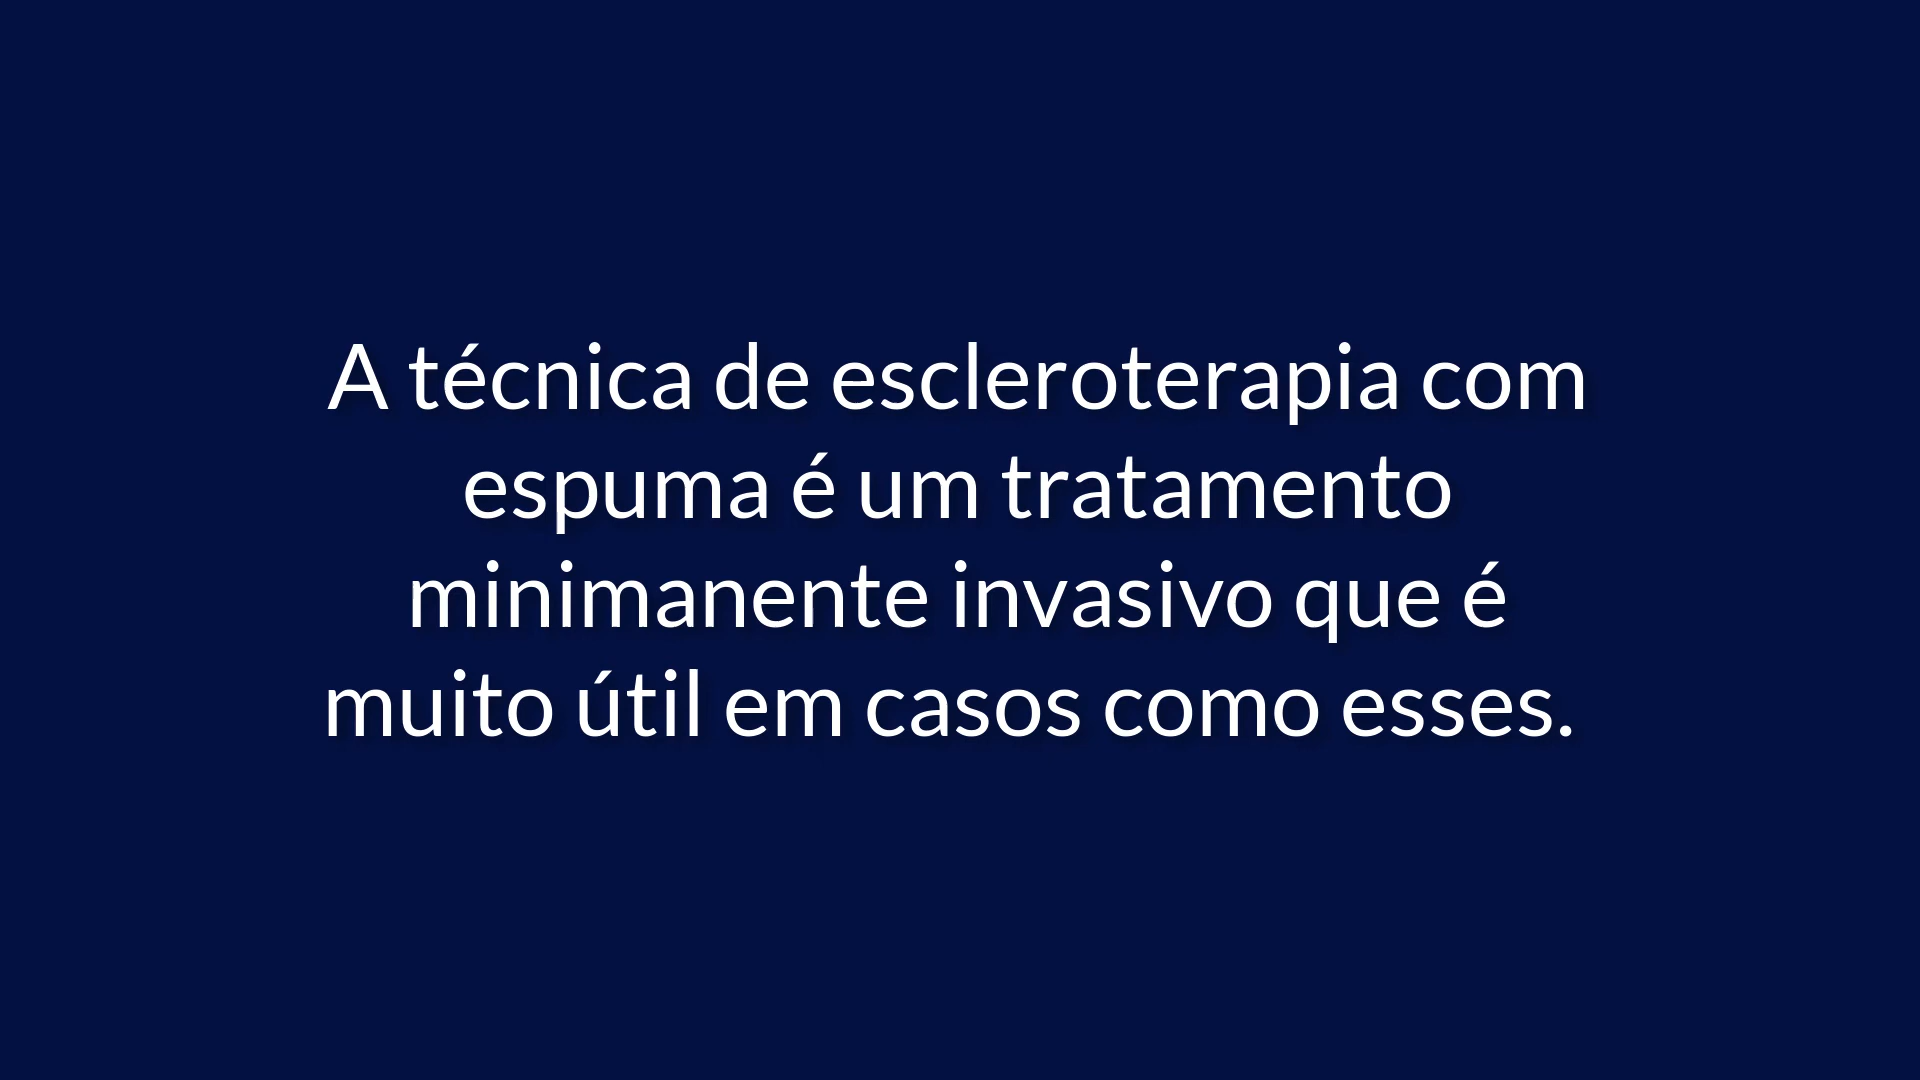 A técnica de escleroterapia com
espuma é um tratamento
minimanente invasivo que é
muito útil em casos como esses.